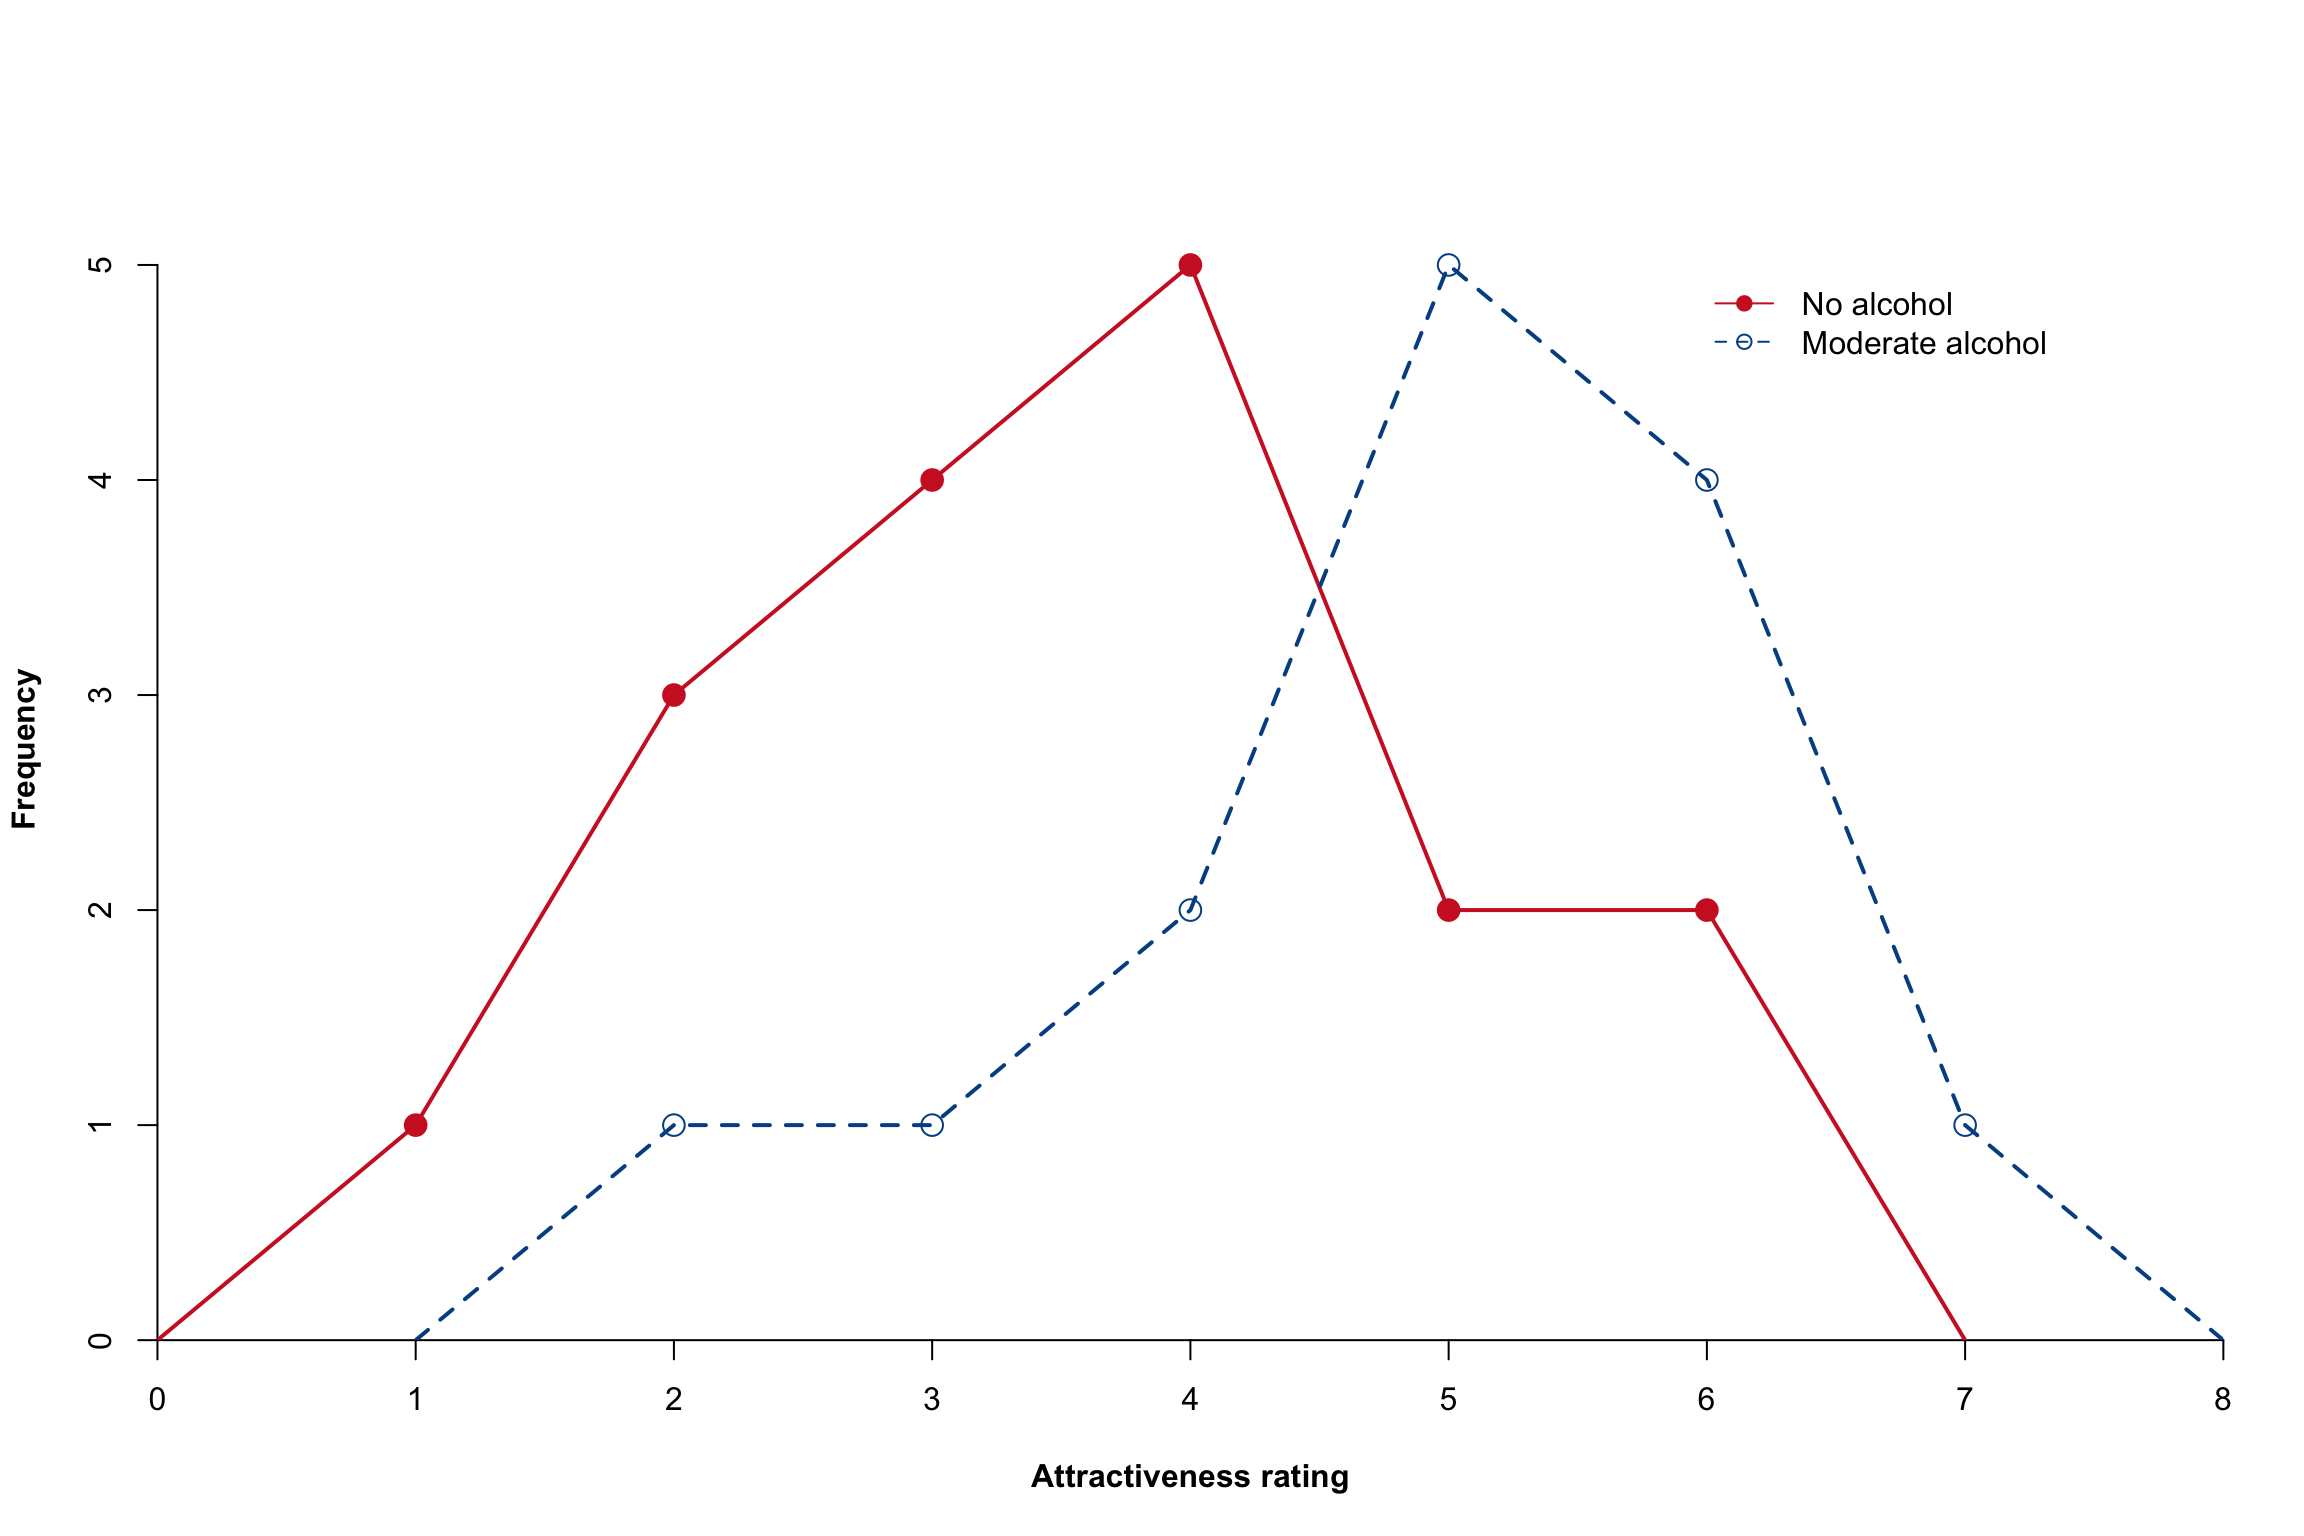 5
4
3
2
1
0
Frequency
No alcohol
Moderate alcohol
0 1 2 3 4 5 6 7 8
Attractiveness rating